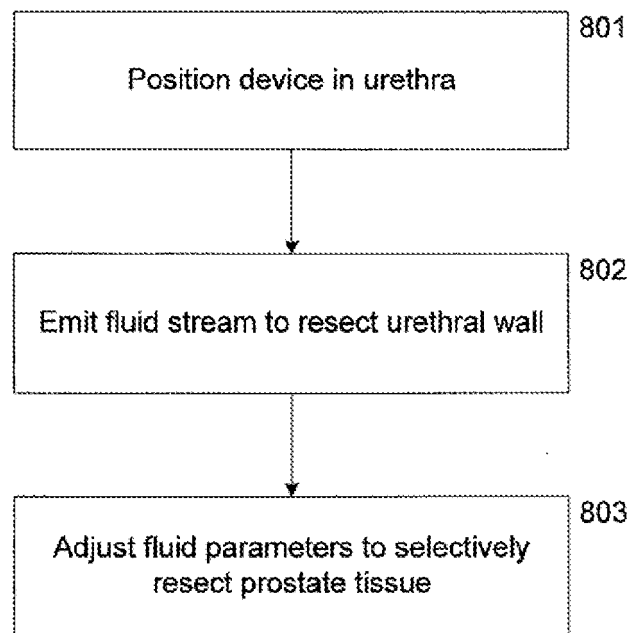 801
Position device in urethra
802
Emit fluid stream to resect urethral wall
803
Adjust fluid parameters to selectively
resect prostate tissue